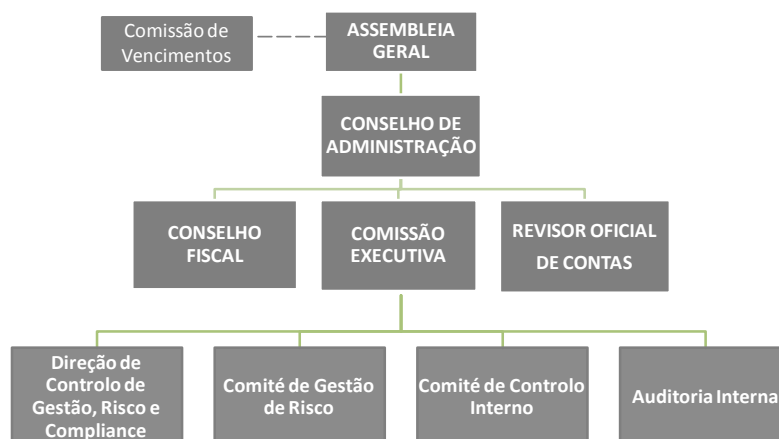 Comissão de
Vencimentos
ASSEMBLEIA
GERAL
CONSELHO DE
ADMINISTRAÇÃO
CONSELHO
FISCAL
COMISSÃO
EXECUTIVA
REVISOR OFICIAL
DE CONTAS
Direção de
Controlo de
Gestão, Risco e
Compliance
Comité de Gestão
de Risco
Comité de Controlo
Interno
Auditoria Interna